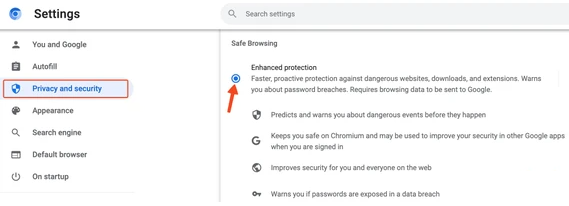 Settings
Search settings
You and Google
Autofill
Privacy and security
Appearance
Search engine
Default browser
On startup
Safe Browsing
Enhanced protection
Faster, proactive protection against dangerous websites, downloads, and extensions. Warns
you about password breaches. Requires browsing data to be sent to Google.
Predicts and warns you about dangerous events before they happen
Keeps you safe on Chromium and may be used to improve your security in other Google apps
when you are signed in
Improves security for you and everyone on the web
Warns you if passwords are exposed in a data breach